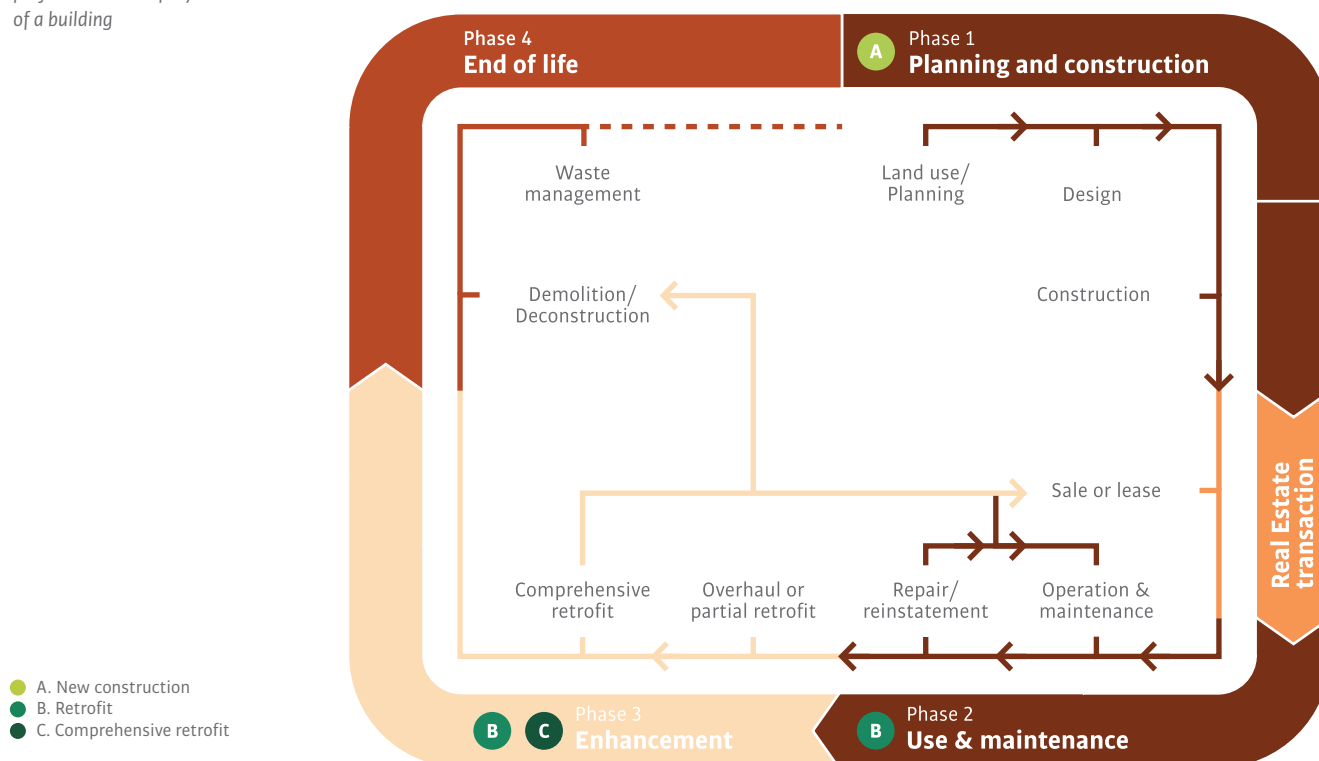 of a building
Phase 4
End of life
A
Phase 1
Planning and construction
Waste
management
Land use/
Planning
Design
Demolition/
Deconstruction
Construction
Sale or lease
Real Estate
transaction
Comprehensive
retrofit
Overhaul or
partial retrofit
Repair/
reinstatement
Operation &
maintenance
A. New construction
B. Retrofit
C. Comprehensive retrofit
B
C
Phase 3
Enhancement
B
Phase 2
Use & maintenance